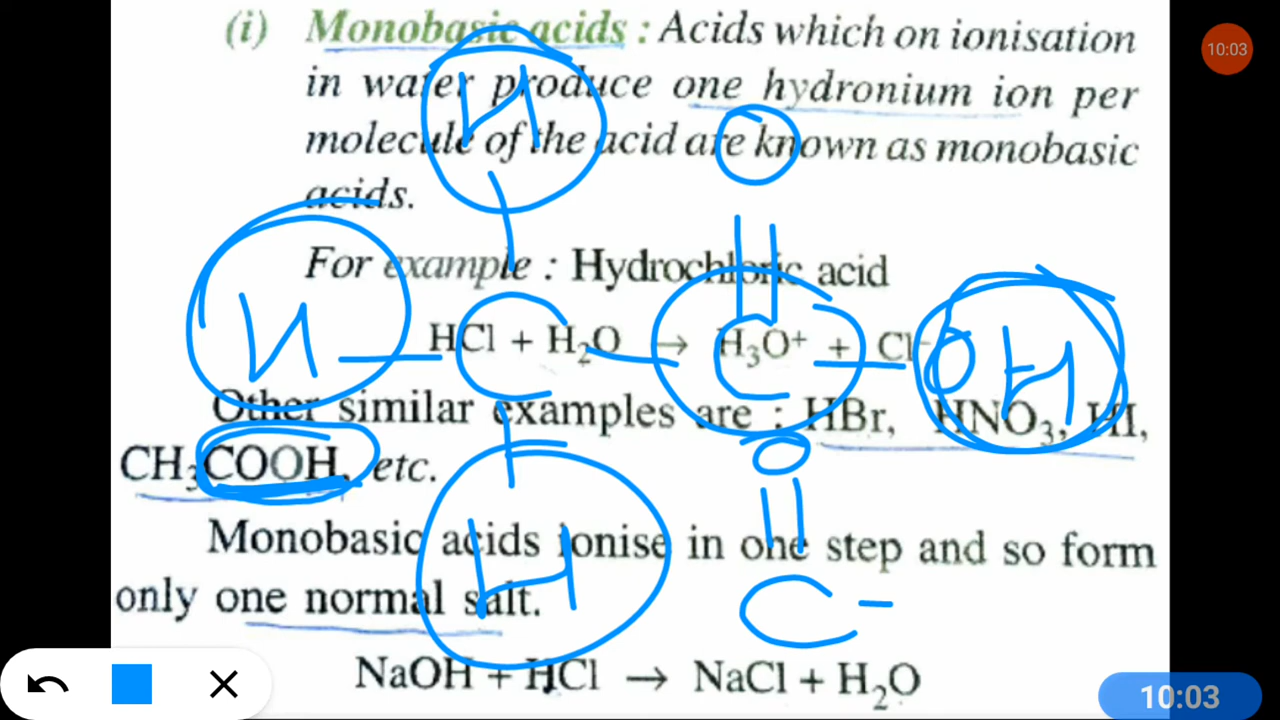 10:03
(i) Monobasic acids : Acids which on ionisation
in water produce one hydronium ion per
molecule of the acid are known as monobasic
acids.
For example : Hydrochloric acid
HCl + H₂O → H₃O⁺ + Cl⁻
Other similar examples are : HBr, HNO₃, HI,
CH₃COOH, etc.
Monobasic acids ionise in one step and so form
only one normal salt.
NaOH + HCl → NaCl + H₂O
H
O
H C C OH
H
O
C
10:03